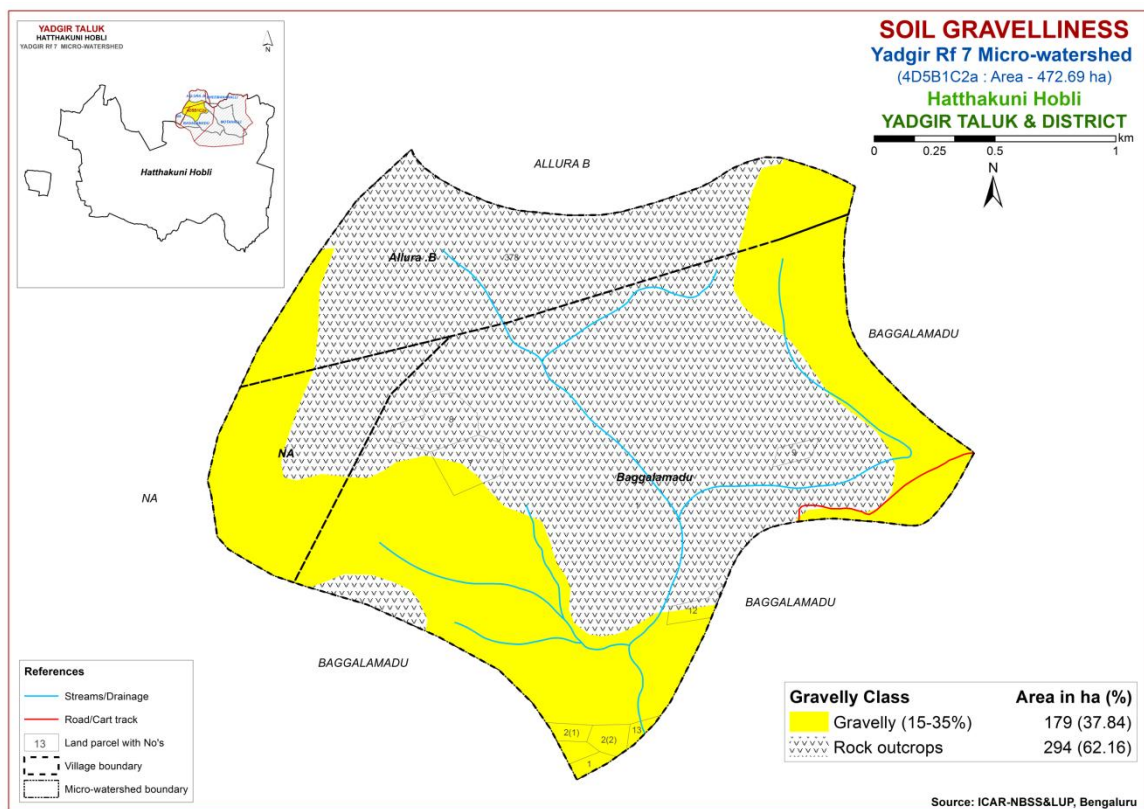 YADGIR TALUK
HATTHAKUNI HOBLI
YADGIR Rf 7 MICRO-WATERSHED
N
Hatthakuni Hobli
SOIL GRAVELLINESS
Yadgir Rf 7 Micro-watershed
(4D5B1C2a : Area - 472.69 ha)
Hatthakuni Hobli
YADGIR TALUK & DISTRICT
km
0 0.25 0.5 1
N
ALLURA B
Allura .B
378
BAGGALAMADU
8
7
9
NA
Baggalamadu
NA
1
12
BAGGALAMADU
BAGGALAMADU
2(1)
2(2)
13
1
References
Streams/Drainage
Road/Cart track
13 Land parcel with No's
Village boundary
Micro-watershed boundary
Gravelly Class Area in ha (%)
Gravelly (15-35%) 179 (37.84)
Rock outcrops 294 (62.16)
Source: ICAR-NBSS&LUP, Bengaluru